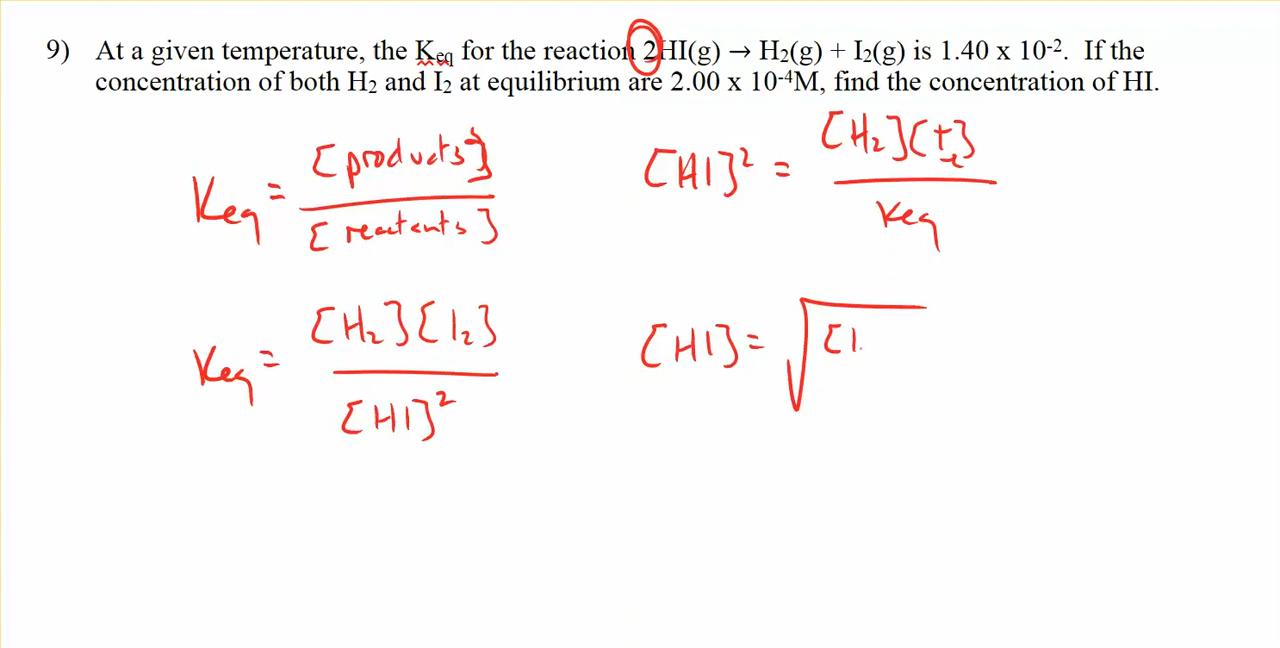 9) At a given temperature, the Keq for the reaction 2HI(g) → H₂(g) + I₂(g) is 1.40 x 10⁻². If the
concentration of both H₂ and I₂ at equilibrium are 2.00 x 10⁻⁴M, find the concentration of HI.
Keq = [products] / [reactants]
Keq = [H₂][I₂] / [HI]²
[HI]² = [H₂][I₂] / Keq
[HI] = √[